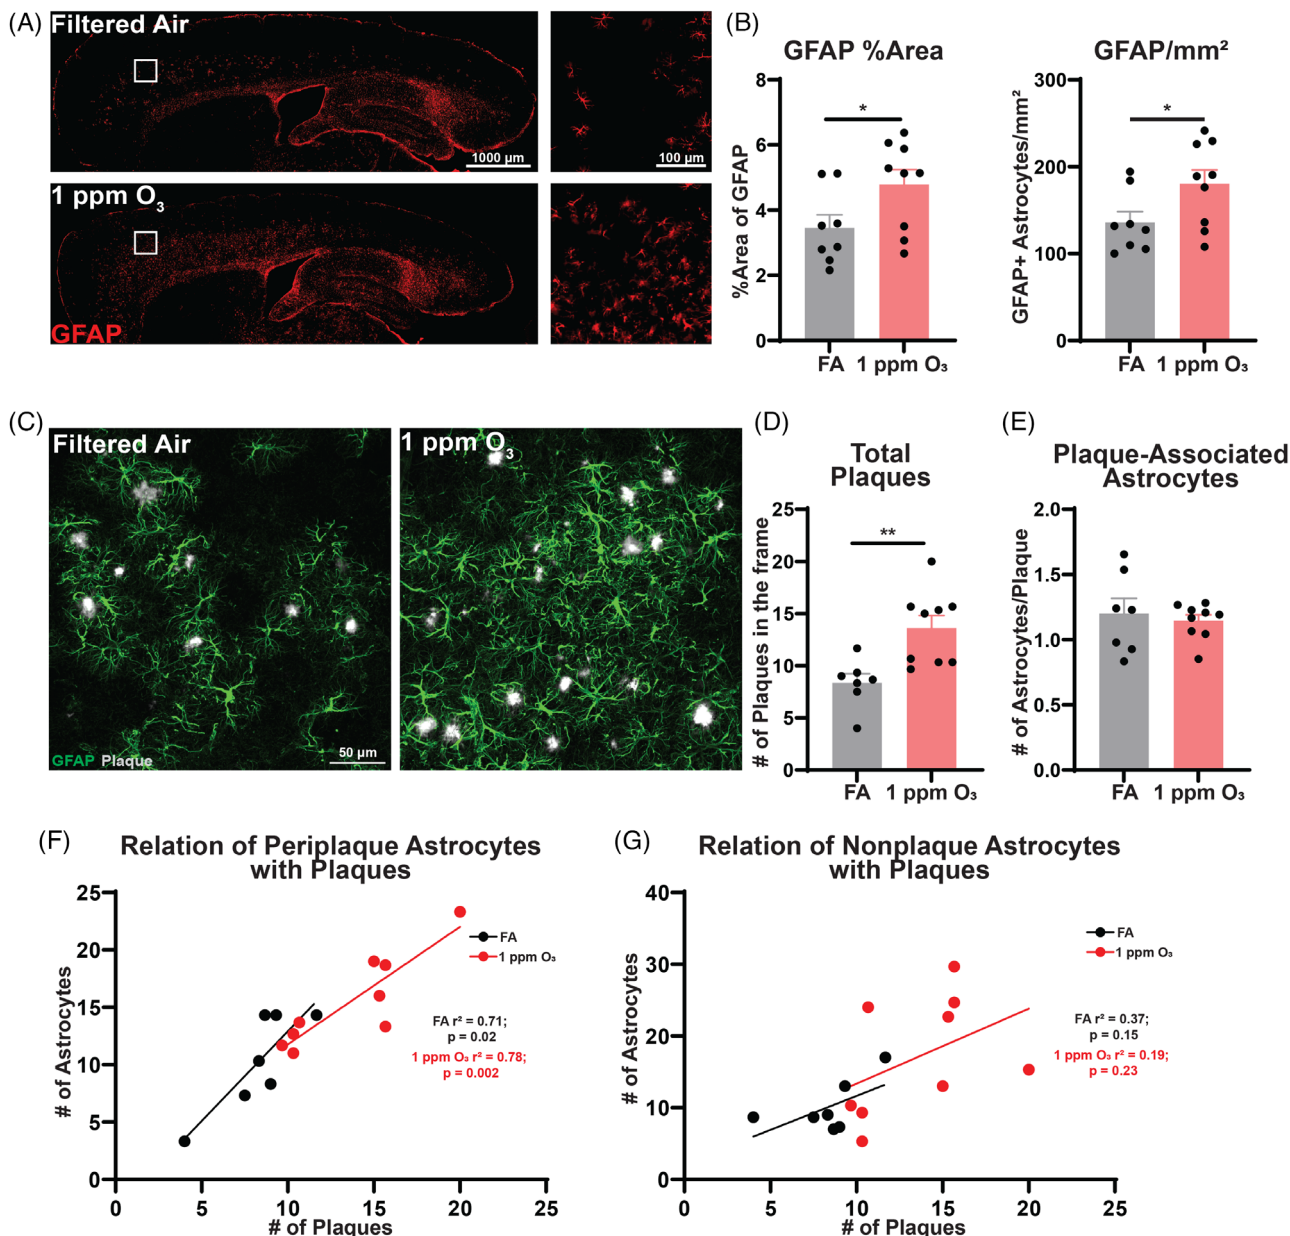 (A)
Filtered Air
1000 µm
100 µm
1 ppm O₃
GFAP
(B)
GFAP %Area
%Area of GFAP
8
6
4
2
0
FA
1 ppm O₃
*
GFAP/mm²
GFAP+ Astrocytes/mm²
300
200
100
0
FA
1 ppm O₃
*
(C)
Filtered Air
GFAP Plaque
50 µm
1 ppm O₃
(D)
Total
Plaques
# of Plaques in the frame
25
20
15
10
5
0
FA
1 ppm O₃
**
(E)
Plaque-Associated
Astrocytes
# of Astrocytes/Plaque
2.0
1.5
1.0
0.5
0.0
FA
1 ppm O₃
(F)
Relation of Periplaque Astrocytes
with Plaques
# of Astrocytes
25
20
15
10
5
0
0 5 10 15 20 25
# of Plaques
FA
1 ppm O₃
FA r² = 0.71;
p = 0.02
1 ppm O₃ r² = 0.78;
p = 0.002
(G)
Relation of Nonplaque Astrocytes
with Plaques
# of Astrocytes
40
30
20
10
0
0 5 10 15 20 25
# of Plaques
FA
1 ppm O₃
FA r² = 0.37;
p = 0.15
1 ppm O₃ r² = 0.19;
p = 0.23